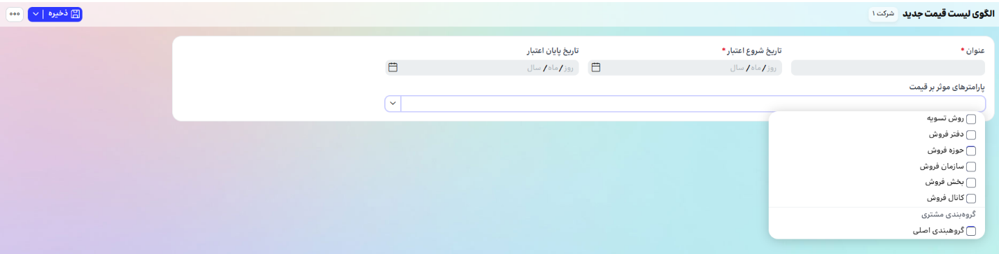 الگوی لیست قیمت جدید شرکت ۱ ذخیره
عنوان * تاریخ شروع اعتبار * تاریخ پایان اعتبار
روز/ماه/سال روز/ماه/سال
پارامترهای موثر بر قیمت
روش تسویه
دفتر فروش
حوزه فروش
سازمان فروش
بخش فروش
کانال فروش
گروه‌بندی مشتری
گروهبندی اصلی